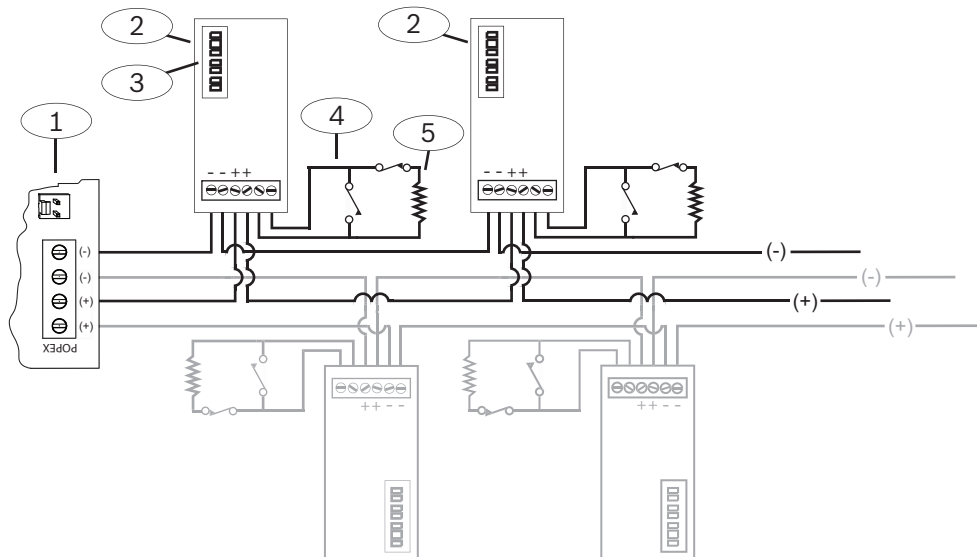 2
2
3
4
1
5
- - + +
- - + +
(-)
(-)
(-)
(-)
(+)
(+)
(+)
(+)
POPEX
+ + - -
+ + - -